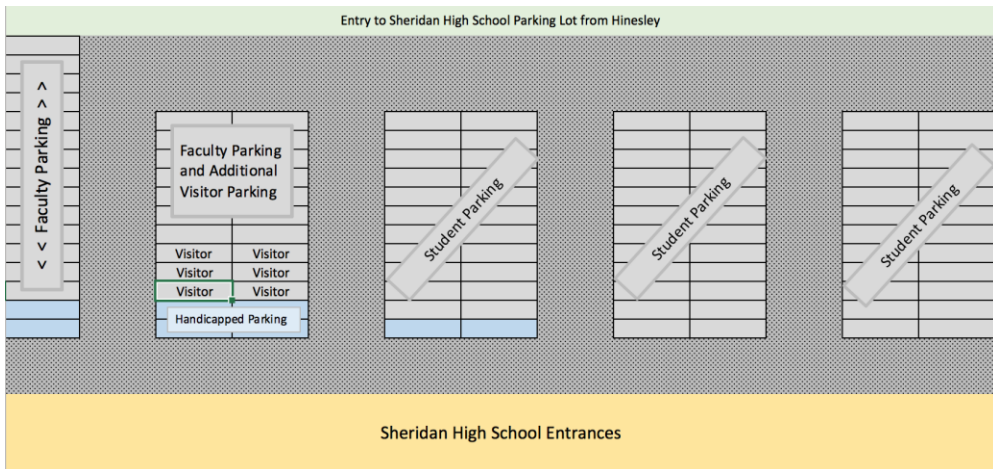 Entry to Sheridan High School Parking Lot from Hinesley
< < Faculty Parking > >
Faculty Parking
and Additional
Visitor Parking
Student Parking
Student Parking
Student Parking
Visitor Visitor
Visitor Visitor
Visitor Visitor
Handicapped Parking
Sheridan High School Entrances